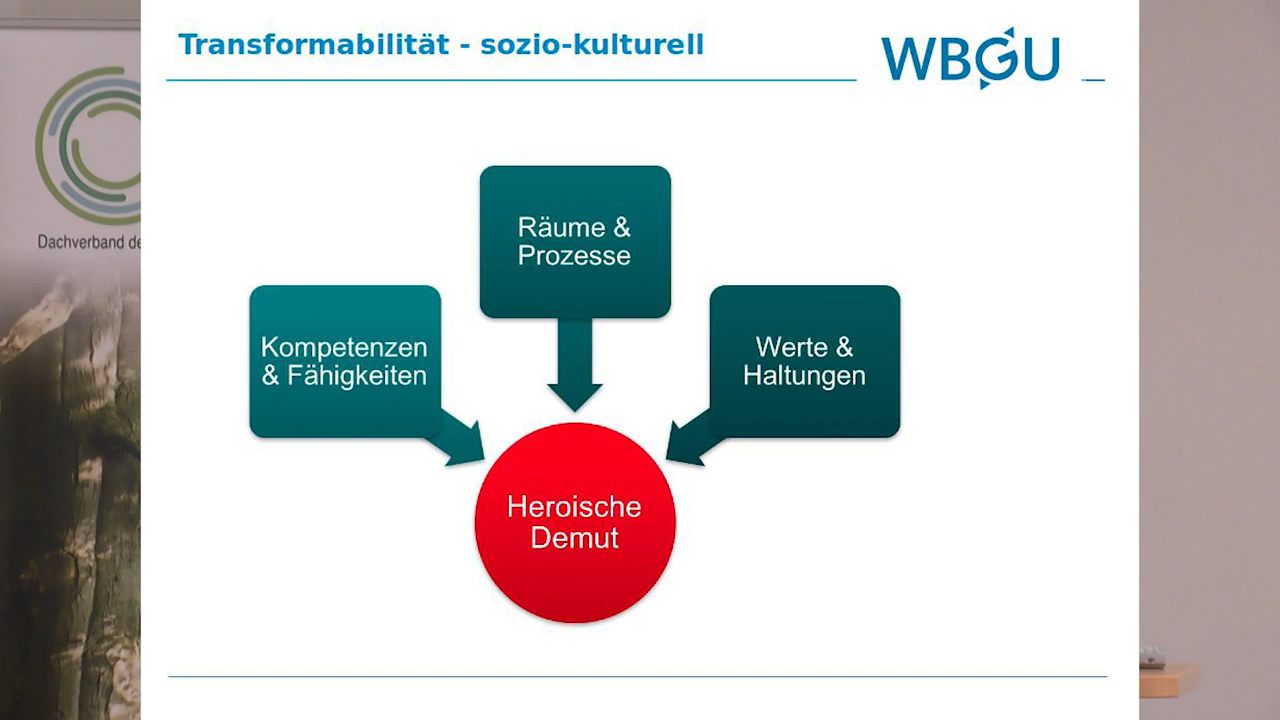 Transformabilität - sozio-kulturell
WBGU
Räume &
Prozesse
Kompetenzen
& Fähigkeiten
Werte &
Haltungen
Heroische
Demut
Dachverband de